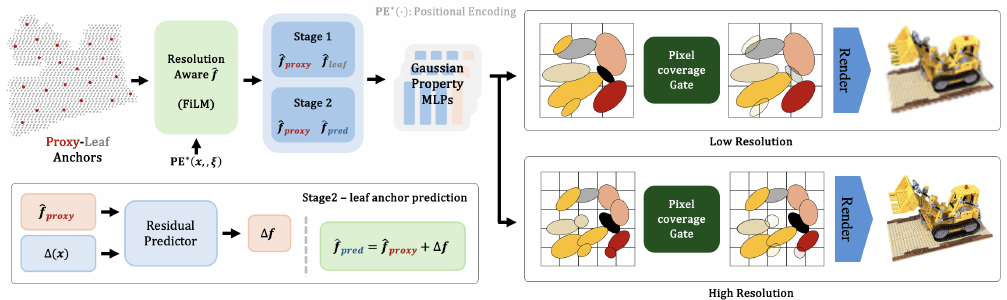 PE*(·): Positional Encoding
Proxy-Leaf
Anchors
Resolution
Aware f̂
(FiLM)
PE*(x, , ξ)
Stage 1
f̂proxy f̂leaf
Stage 2
f̂proxy f̂pred
Gaussian
Property
MLPs
Pixel
coverage
Gate
Render
Low Resolution
Pixel
coverage
Gate
Render
High Resolution
Stage2 – leaf anchor prediction
f̂proxy
Δ(x)
Residual
Predictor
Δf
f̂pred = f̂proxy + Δf